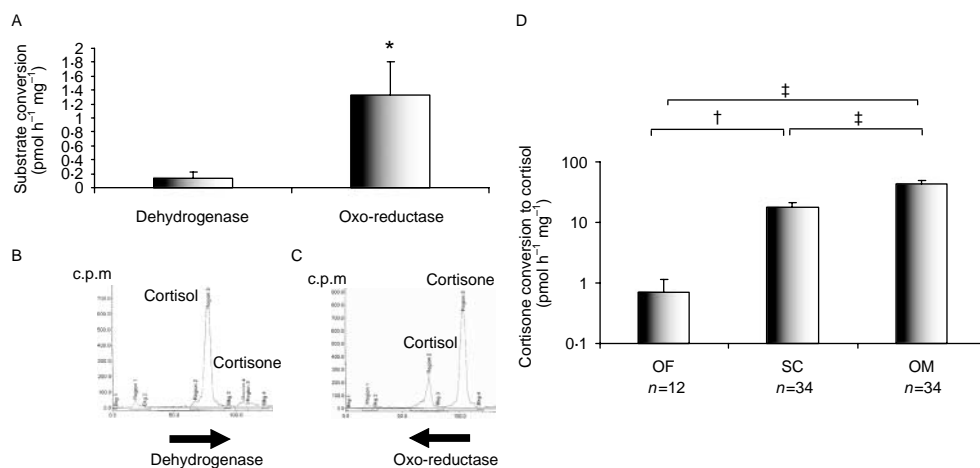 A
Substrate conversion
(pmol h⁻¹ mg⁻¹)
2
1·8
1·6
1·4
1·2
1
0·8
0·6
0·4
0·2
0
*
Dehydrogenase
Oxo-reductase
B
c.p.m
Cortisol
Cortisone
Dehydrogenase
C
c.p.m
Cortisone
Cortisol
Oxo-reductase
D
‡
†
‡
Cortisone conversion to cortisol
(pmol h⁻¹ mg⁻¹)
100
10
1
0·1
OF
SC
OM
n=12
n=34
n=34